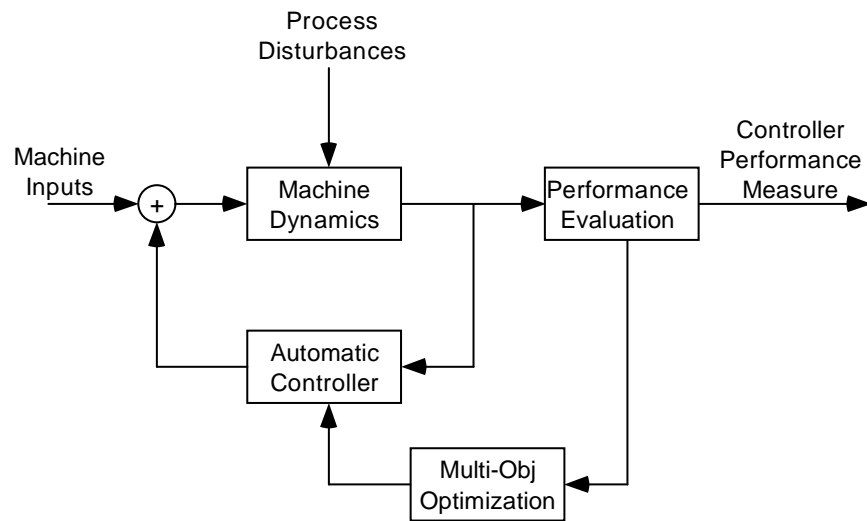 Process
Disturbances
Controller
Performance
Measure
Machine
Inputs
+
Machine
Dynamics
Performance
Evaluation
Automatic
Controller
Multi-Obj
Optimization